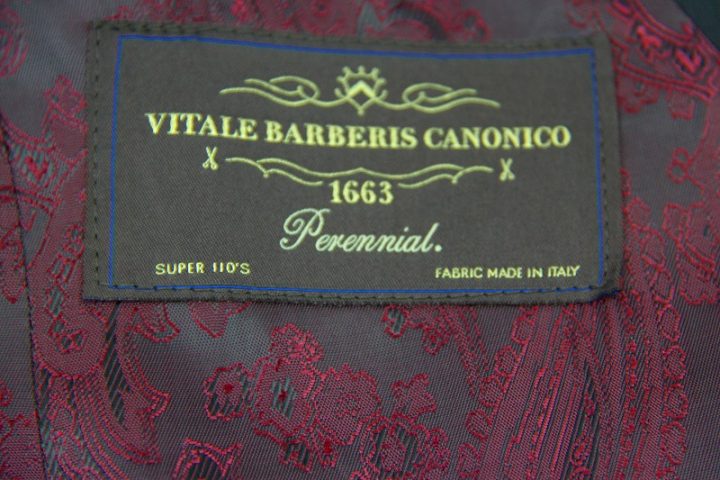 VITALE BARBERIS CANONICO
1663
Perennial.
SUPER 110'S
FABRIC MADE IN ITALY